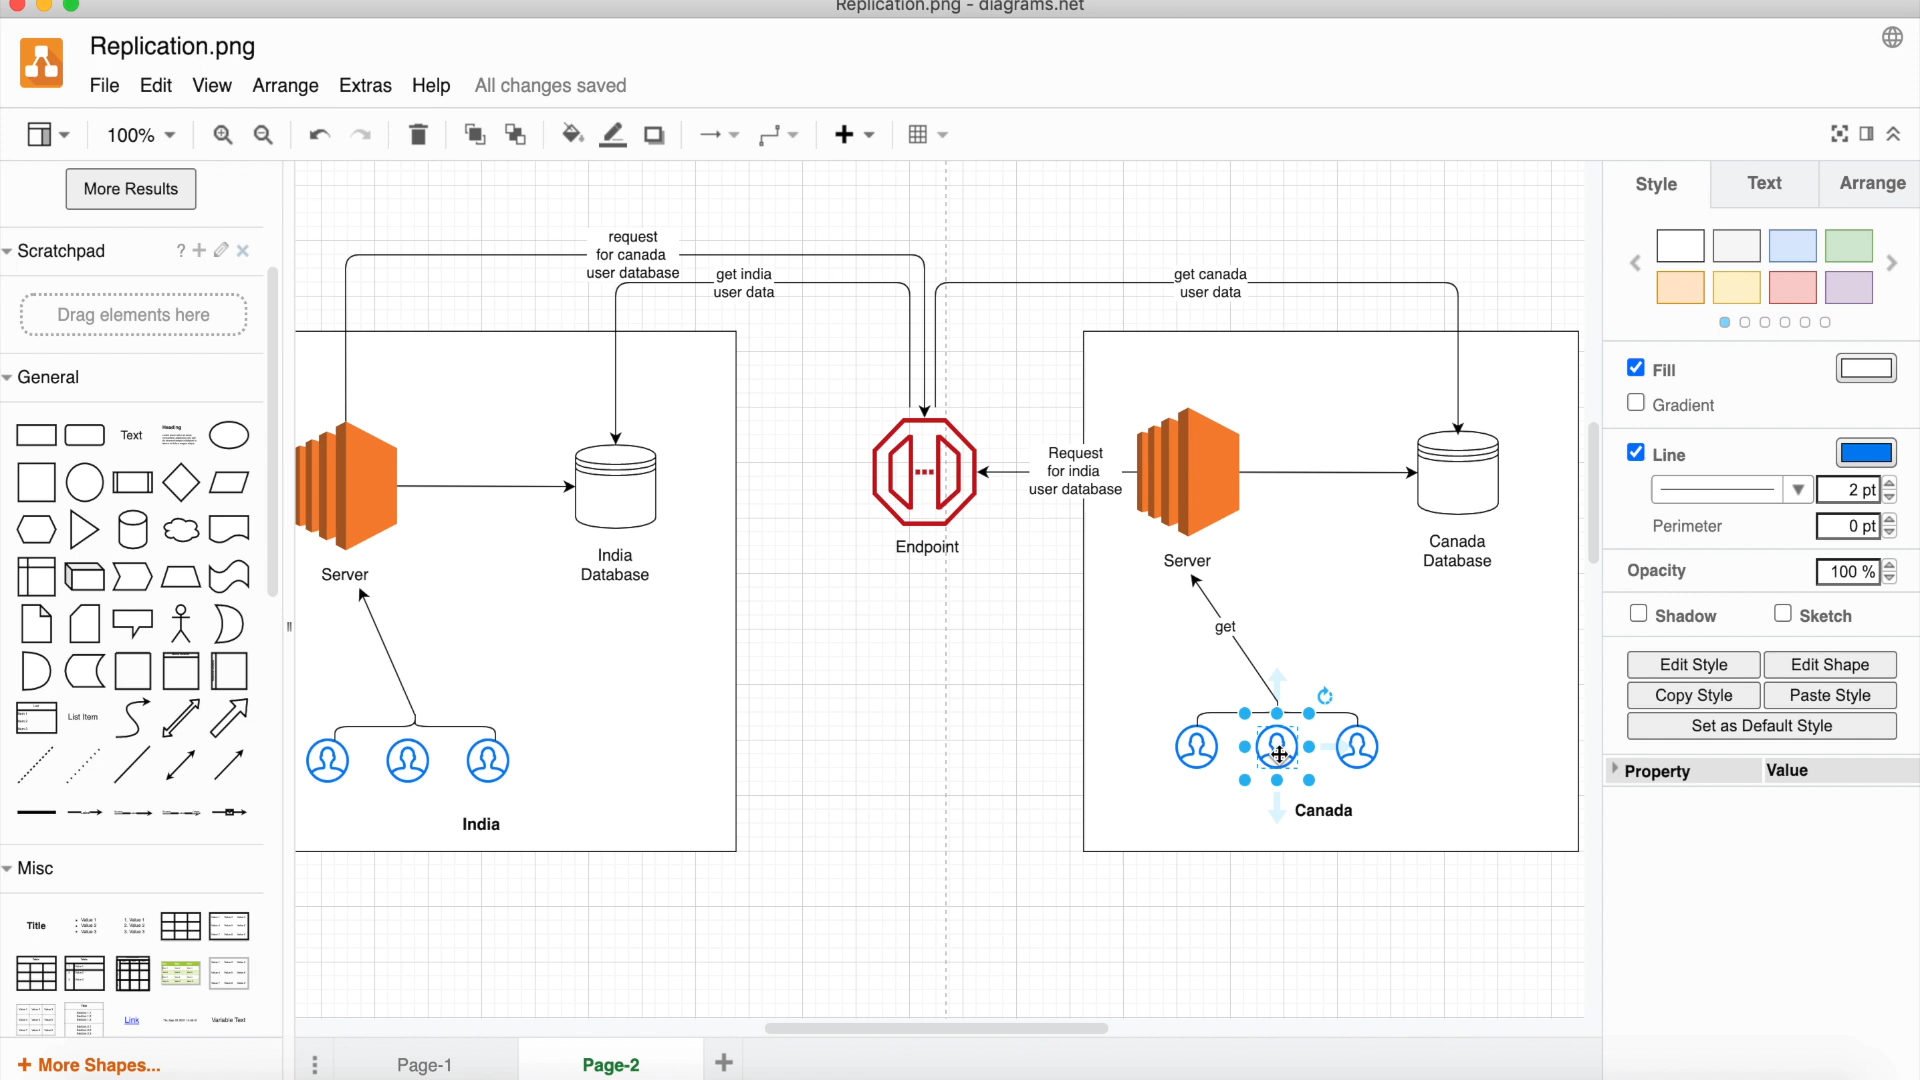 Replication.png - diagrams.net
Replication.png
File Edit View Arrange Extras Help All changes saved
100%
More Results
Scratchpad
?
Drag elements here
General
Text
Heading
List Item
Misc
Title
Link
Variable Text
+ More Shapes...
request
for canada
user database
get india
user data
get canada
user data
Server
India
Database
India
Endpoint
Request
for india
user database
Server
Canada
Database
get
Canada
Page-1
Page-2
Style Text Arrange
Fill
Gradient
Line
2 pt
Perimeter 0 pt
Opacity 100 %
Shadow Sketch
Edit Style Edit Shape
Copy Style Paste Style
Set as Default Style
Property Value